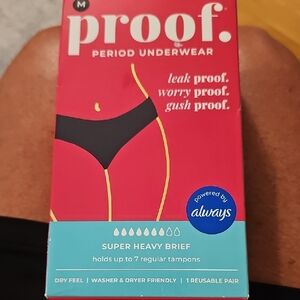 M
proof.
PERIOD UNDERWEAR
leak proof.
worry proof.
gush proof.
powered by
always
SUPER HEAVY BRIEF
holds up to 7 regular tampons
DRY FEEL | WASHER & DRYER FRIENDLY | 1 REUSABLE PAIR